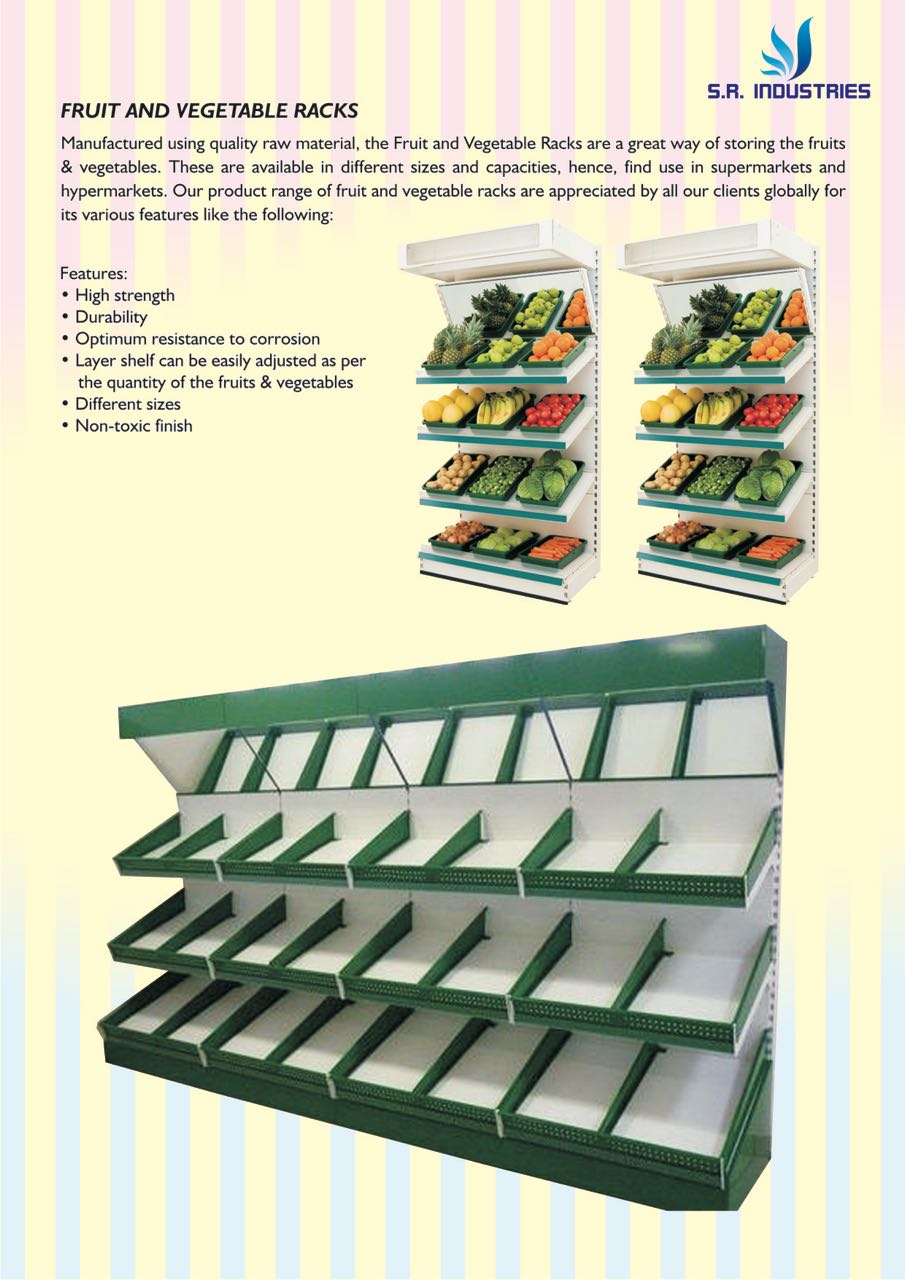 S.R. INDUSTRIES
FRUIT AND VEGETABLE RACKS
Manufactured using quality raw material, the Fruit and Vegetable Racks are a great way of storing the fruits
& vegetables. These are available in different sizes and capacities, hence, find use in supermarkets and
hypermarkets. Our product range of fruit and vegetable racks are appreciated by all our clients globally for
its various features like the following:
Features:
• High strength
• Durability
• Optimum resistance to corrosion
• Layer shelf can be easily adjusted as per
the quantity of the fruits & vegetables
• Different sizes
• Non-toxic finish